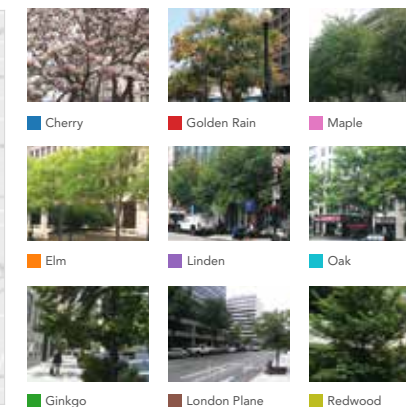 Cherry
Golden Rain
Maple
Elm
Linden
Oak
Ginkgo
London Plane
Redwood